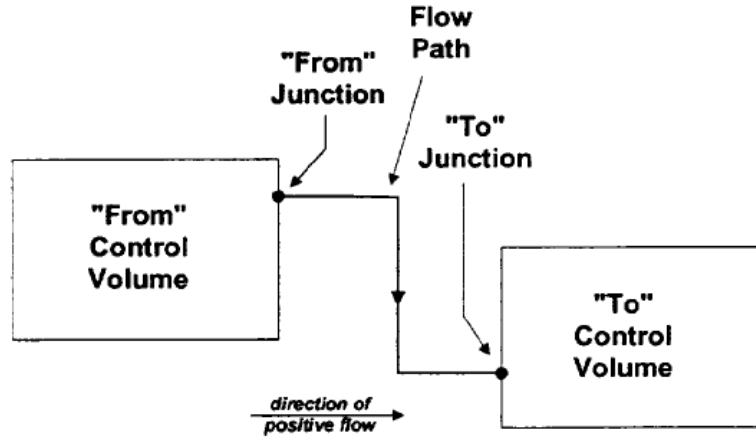 Flow
Path
"From"
Junction
"To"
Junction
"From"
Control
Volume
"To"
Control
Volume
direction of
positive flow